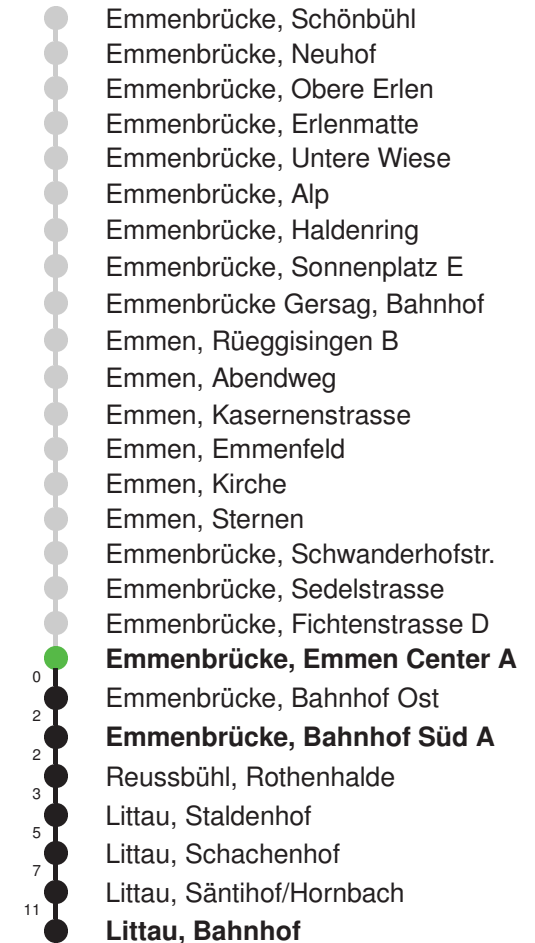 Emmenbrücke, Schönbühl
Emmenbrücke, Neuhof
Emmenbrücke, Obere Erlen
Emmenbrücke, Erlenmatte
Emmenbrücke, Untere Wiese
Emmenbrücke, Alp
Emmenbrücke, Haldenring
Emmenbrücke, Sonnenplatz E
Emmenbrücke Gersag, Bahnhof
Emmen, Rüeggisingen B
Emmen, Abendweg
Emmen, Kasernenstrasse
Emmen, Emmenfeld
Emmen, Kirche
Emmen, Sternen
Emmenbrücke, Schwanderhofstr.
Emmenbrücke, Sedelstrasse
Emmenbrücke, Fichtenstrasse D
Emmenbrücke, Emmen Center A
0
Emmenbrücke, Bahnhof Ost
2
Emmenbrücke, Bahnhof Süd A
2
Reussbühl, Rothenhalde
3
Littau, Staldenhof
5
Littau, Schachenhof
7
Littau, Säntihof/Hornbach
11
Littau, Bahnhof